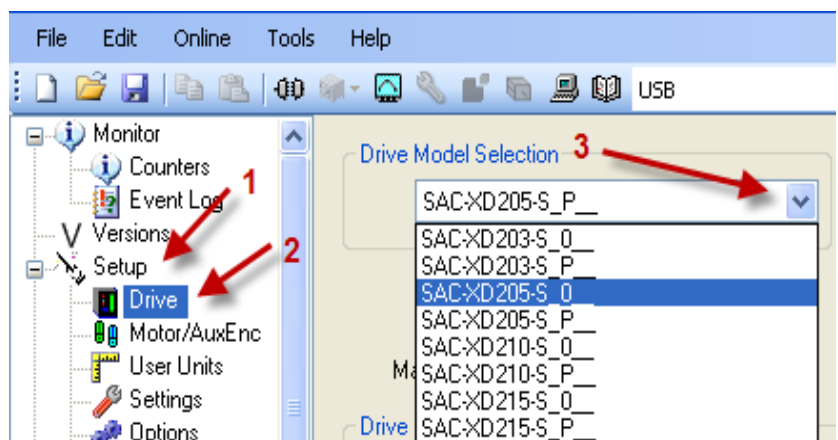 File Edit Online Tools Help
USB
Monitor
Counters
Event Log
1
V Versions
Setup
2
Drive
Motor/AuxEnc
User Units
Settings
Options
Drive Model Selection
3
SAC-XD205-S_P__
SAC-XD203-S_0__
SAC-XD203-S_P__
SAC-XD205-S_0__
SAC-XD205-S_P__
SAC-XD210-S_0__
SAC-XD210-S_P__
SAC-XD215-S_0__
SAC-XD215-S_P__
Drive